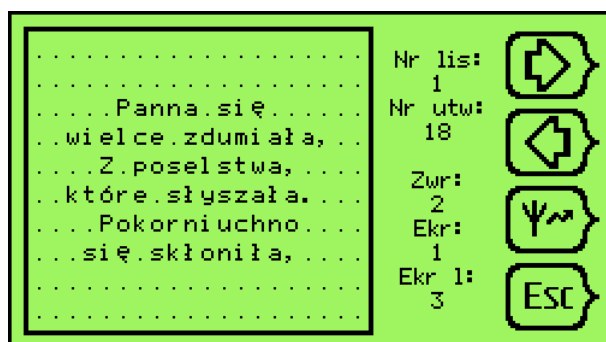 Panna się
wielce zdumiała,
Z poselstwa,
które słyszała.
Pokorniuchno
się skłoniła,
Nr lis:
1
Nr utw:
18
Zwr:
2
Ekr:
1
Ekr l:
3
Esc